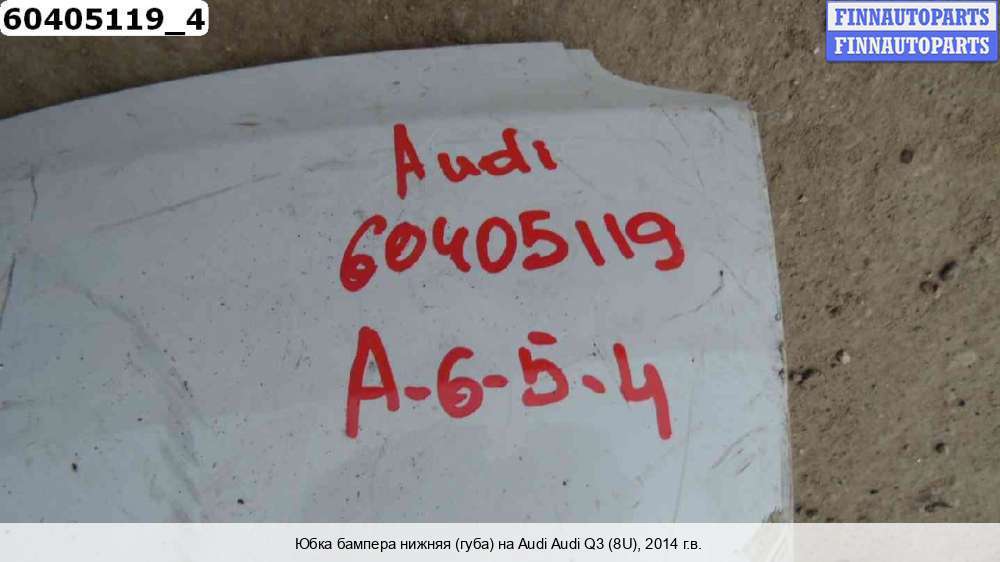 60405119_4
FINNAUTOPARTS
FINNAUTOPARTS
Audi
60405119
A-6-5-4
Юбка бампера нижняя (губа) на Audi Audi Q3 (8U), 2014 г.в.